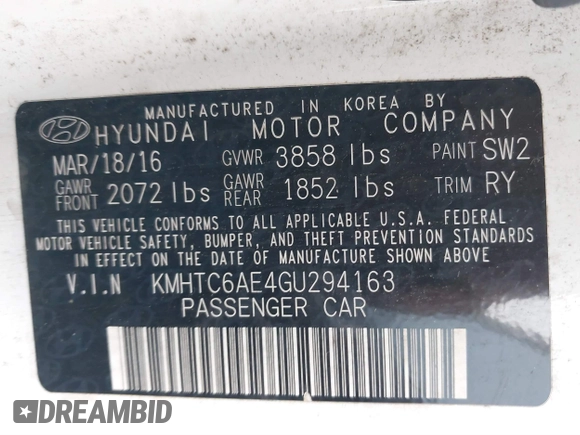 MANUFACTURED IN KOREA BY
HYUNDAI MOTOR COMPANY
MAR/18/16 GVWR 3858 lbs PAINT SW2
GAWR FRONT 2072 lbs GAWR REAR 1852 lbs TRIM RY
THIS VEHICLE CONFORMS TO ALL APPLICABLE U.S.A. FEDERAL
MOTOR VEHICLE SAFETY, BUMPER, AND THEFT PREVENTION STANDARDS
IN EFFECT ON THE DATE OF MANUFACTURE SHOWN ABOVE
V.I.N KMHTC6AE4GU294163
PASSENGER CAR
DREAMBID